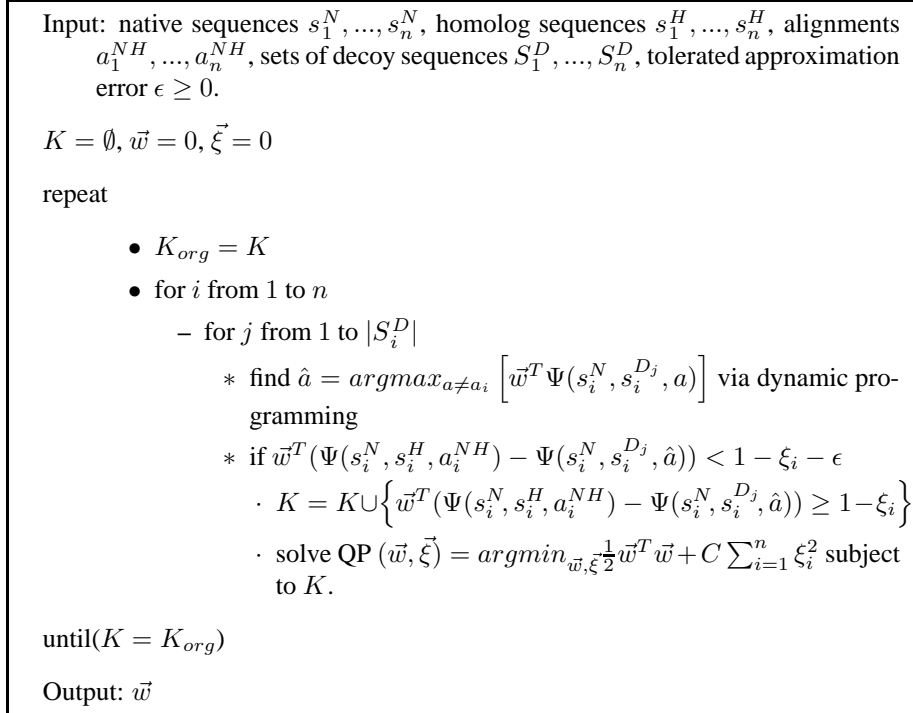 Input: native sequences $s_1^N, ..., s_n^N$, homolog sequences $s_1^H, ..., s_n^H$, alignments
$a_1^{NH}, ..., a_n^{NH}$, sets of decoy sequences $S_1^D, ..., S_n^D$, tolerated approximation
error $\epsilon \geq 0$.
$K = \emptyset$, $\vec{w} = 0$, $\vec{\xi} = 0$
repeat
• $K_{org} = K$
• for $i$ from 1 to $n$
– for $j$ from 1 to $|S_i^D|$
∗ find $\hat{a} = argmax_{a \neq a_i} \left[ \vec{w}^T \Psi(s_i^N, s_i^{D_j}, a) \right]$ via dynamic pro-
gramming
∗ if $\vec{w}^T (\Psi(s_i^N, s_i^H, a_i^{NH}) - \Psi(s_i^N, s_i^{D_j}, \hat{a})) < 1 - \xi_i - \epsilon$
· $K = K \cup \left\{ \vec{w}^T (\Psi(s_i^N, s_i^H, a_i^{NH}) - \Psi(s_i^N, s_i^{D_j}, \hat{a})) \geq 1 - \xi_i \right\}$
· solve QP $(\vec{w}, \vec{\xi}) = argmin_{\vec{w}, \vec{\xi}} \frac{1}{2} \vec{w}^T \vec{w} + C \sum_{i=1}^n \xi_i^2$ subject
to $K$.
until($K = K_{org}$)
Output: $\vec{w}$